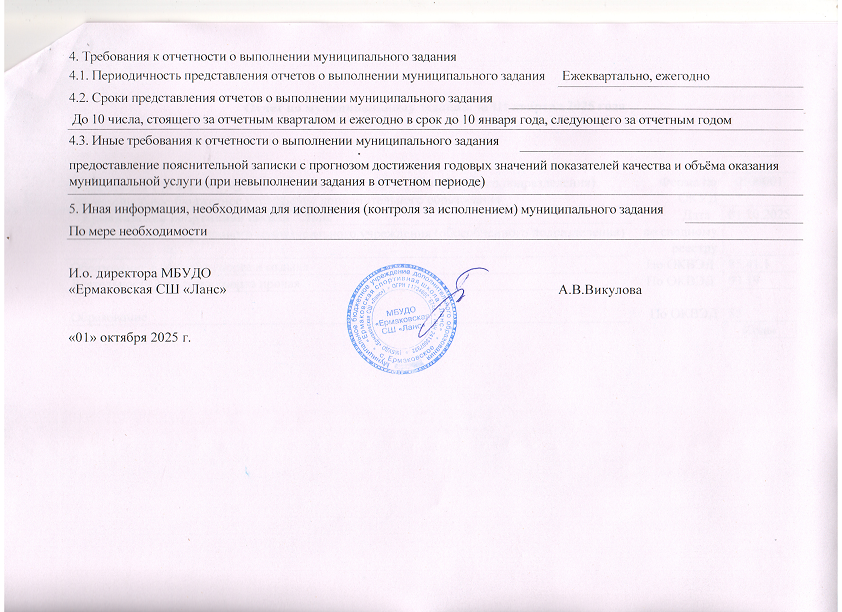 4. Требования к отчетности о выполнении муниципального задания
4.1. Периодичность представления отчетов о выполнении муниципального задания Ежеквартально, ежегодно
4.2. Сроки представления отчетов о выполнении муниципального задания
До 10 числа, стоящего за отчетным кварталом и ежегодно в срок до 10 января года, следующего за отчетным годом
4.3. Иные требования к отчетности о выполнении муниципального задания
предоставление пояснительной записки с прогнозом достижения годовых значений показателей качества и объёма оказания
муниципальной услуги (при невыполнении задания в отчетном периоде)
5. Иная информация, необходимая для исполнения (контроля за исполнением) муниципального задания
По мере необходимости
И.о. директора МБУДО
«Ермаковская СШ «Ланс» А.В.Викулова
МБУДО
«Ермаковская
СШ «Ланс»
«01» октября 2025 г.